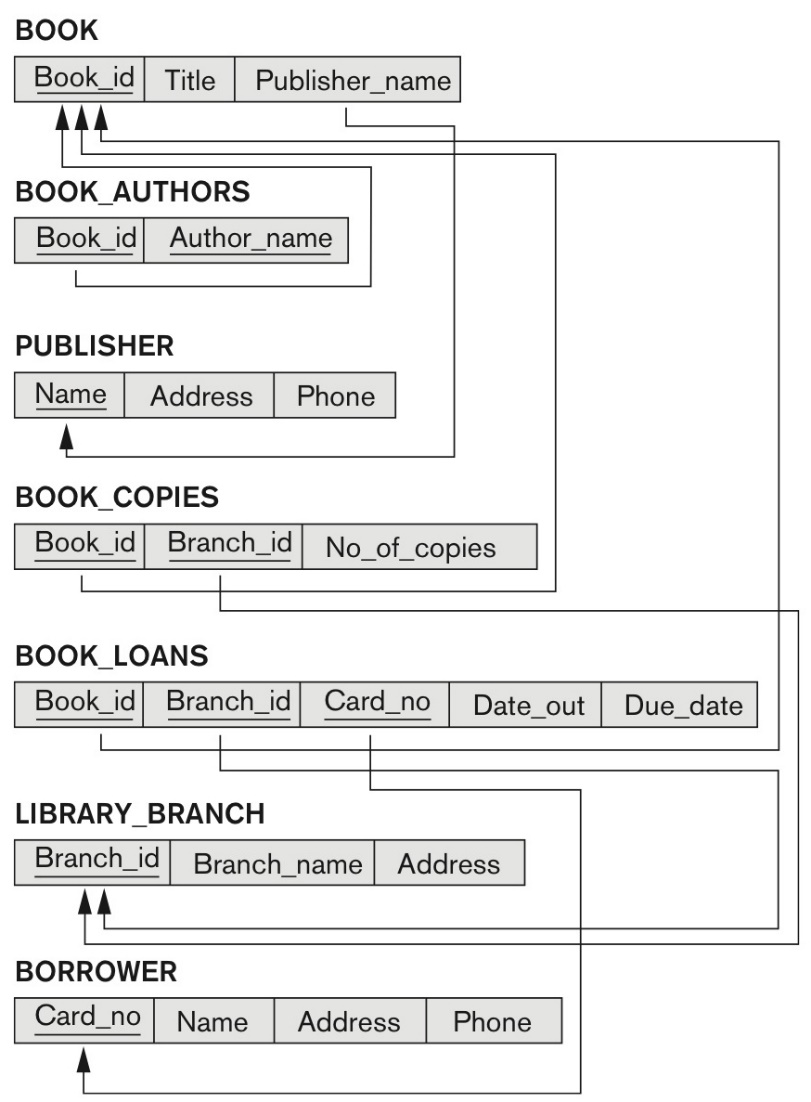 BOOK
Book_id Title Publisher_name
BOOK_AUTHORS
Book_id Author_name
PUBLISHER
Name Address Phone
BOOK_COPIES
Book_id Branch_id No_of_copies
BOOK_LOANS
Book_id Branch_id Card_no Date_out Due_date
LIBRARY_BRANCH
Branch_id Branch_name Address
BORROWER
Card_no Name Address Phone